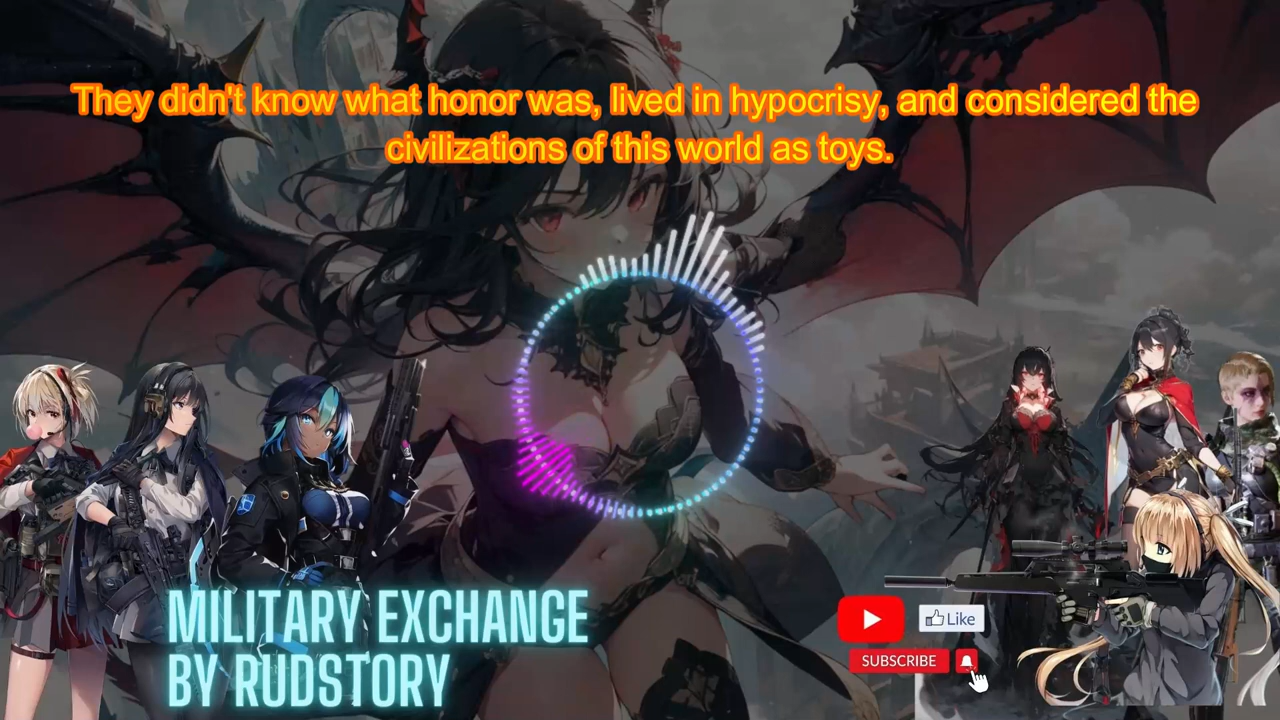 They didn't know what honor was, lived in hypocrisy, and considered the
civilizations of this world as toys.
MILITARY EXCHANGE
BY RUDSTORY
Like
SUBSCRIBE